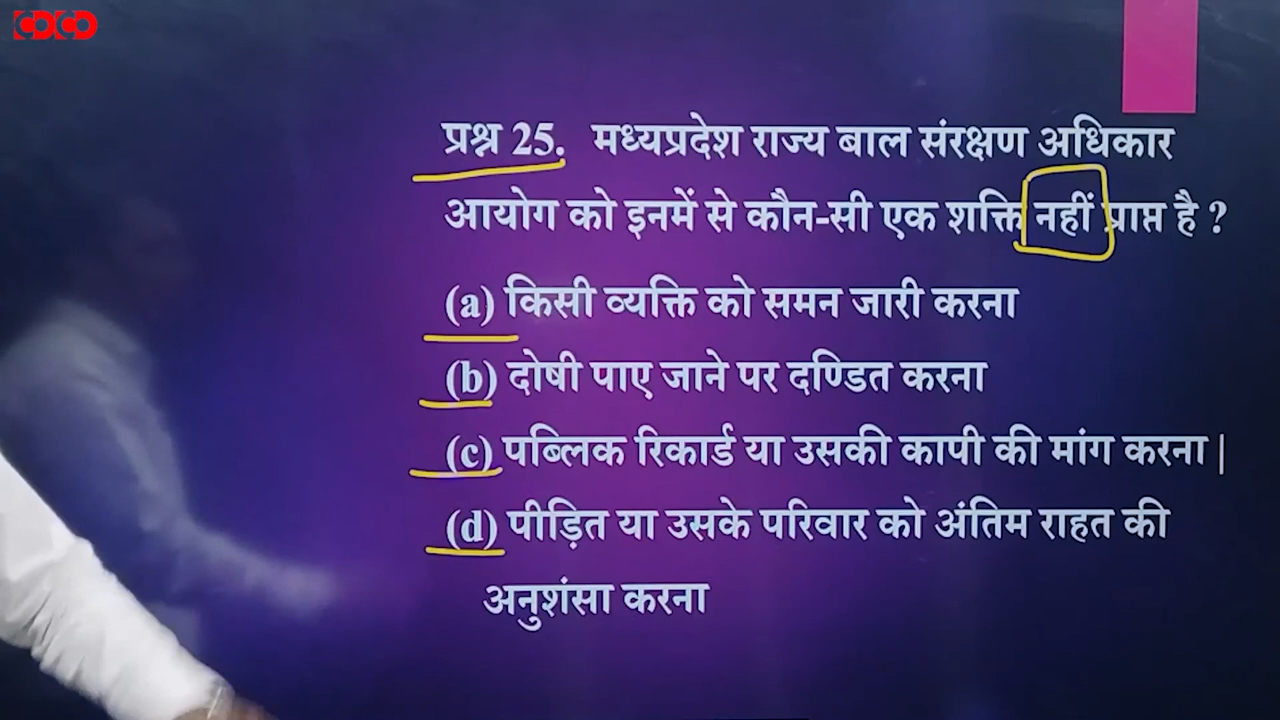 COCO
प्रश्न 25. मध्यप्रदेश राज्य बाल संरक्षण अधिकार
आयोग को इनमें से कौन-सी एक शक्ति नहीं प्राप्त है ?
(a) किसी व्यक्ति को समन जारी करना
(b) दोषी पाए जाने पर दण्डित करना
(c) पब्लिक रिकार्ड या उसकी कापी की मांग करना |
(d) पीड़ित या उसके परिवार को अंतिम राहत की
अनुशंसा करना